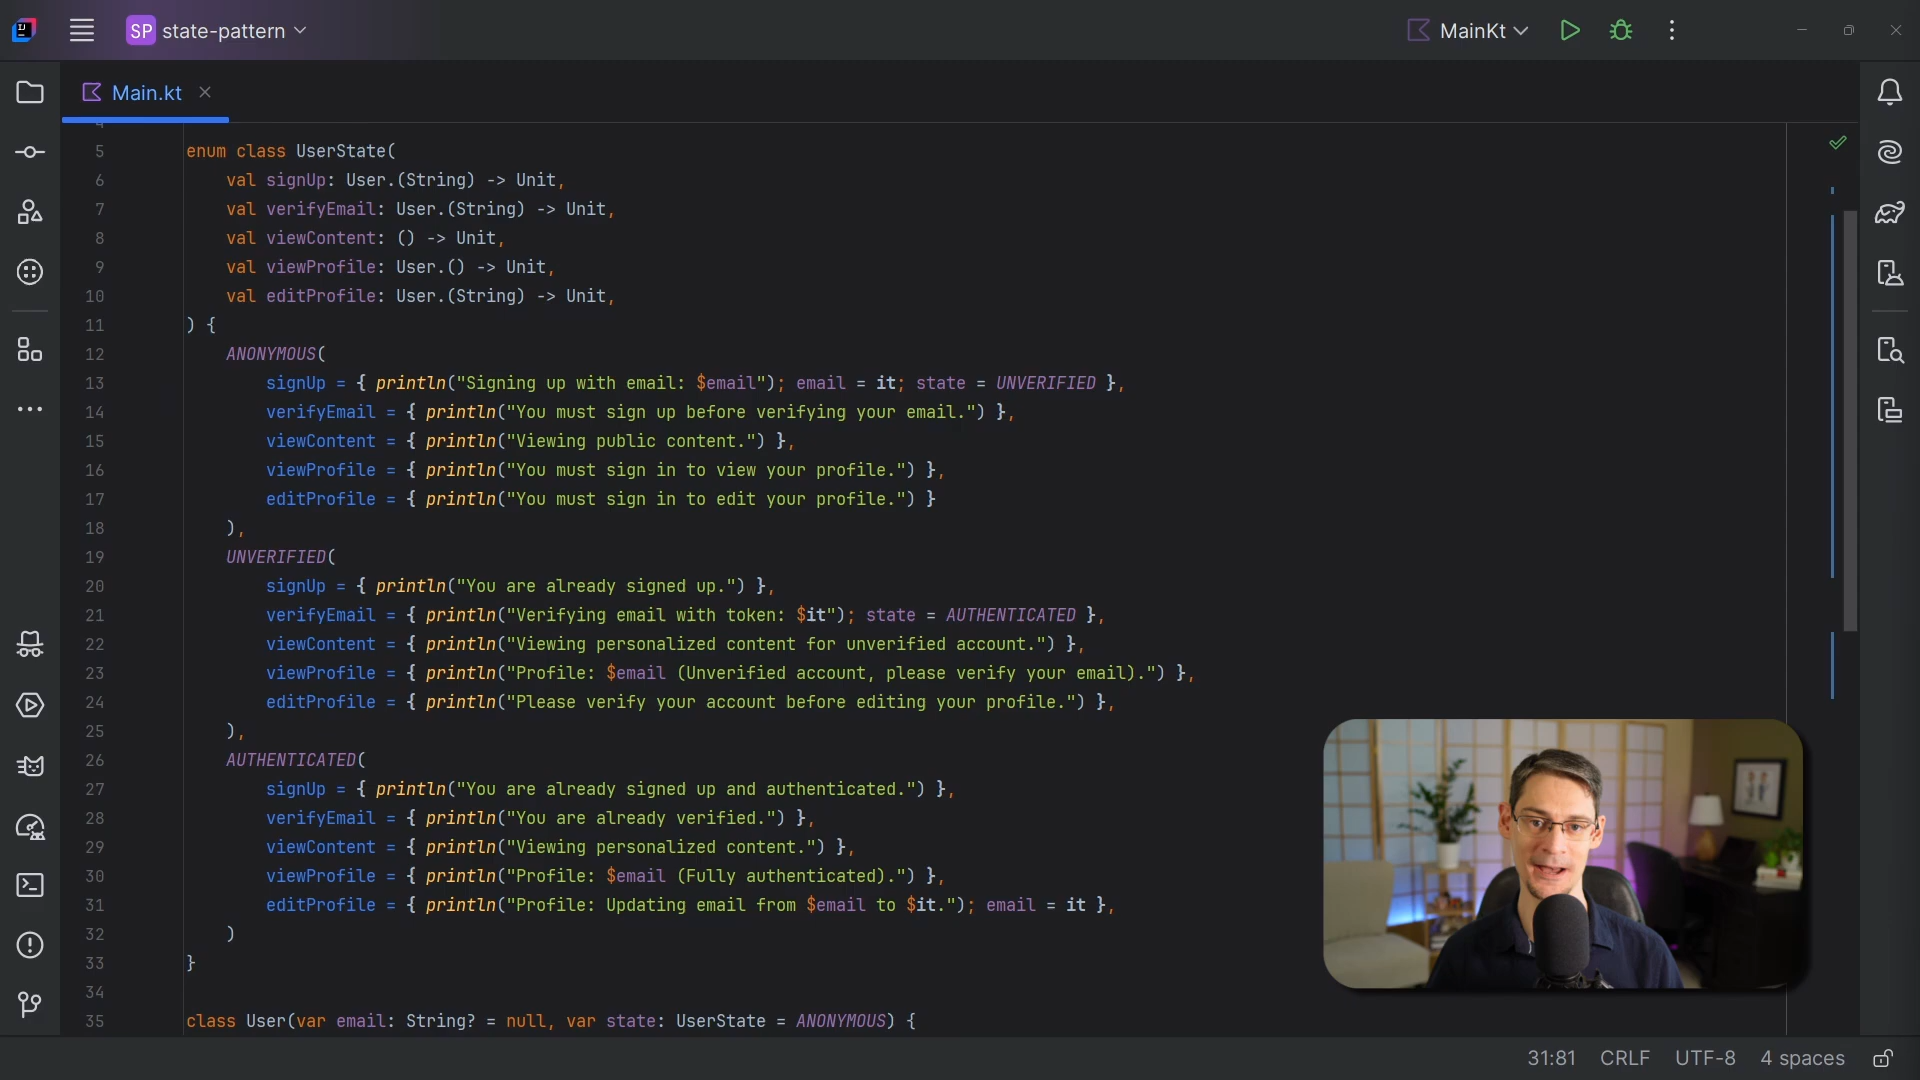 SP state-pattern
MainKt
Main.kt
5 enum class UserState(
6 val signUp: User.(String) -> Unit,
7 val verifyEmail: User.(String) -> Unit,
8 val viewContent: () -> Unit,
9 val viewProfile: User.() -> Unit,
10 val editProfile: User.(String) -> Unit,
11 ) {
12 ANONYMOUS(
13 signUp = { println("Signing up with email: $email"); email = it; state = UNVERIFIED },
14 verifyEmail = { println("You must sign up before verifying your email.") },
15 viewContent = { println("Viewing public content.") },
16 viewProfile = { println("You must sign in to view your profile.") },
17 editProfile = { println("You must sign in to edit your profile.") }
18 ),
19 UNVERIFIED(
20 signUp = { println("You are already signed up.") },
21 verifyEmail = { println("Verifying email with token: $it"); state = AUTHENTICATED },
22 viewContent = { println("Viewing personalized content for unverified account.") },
23 viewProfile = { println("Profile: $email (Unverified account, please verify your email).") },
24 editProfile = { println("Please verify your account before editing your profile.") },
25 ),
26 AUTHENTICATED(
27 signUp = { println("You are already signed up and authenticated.") },
28 verifyEmail = { println("You are already verified.") },
29 viewContent = { println("Viewing personalized content.") },
30 viewProfile = { println("Profile: $email (Fully authenticated).") },
31 editProfile = { println("Profile: Updating email from $email to $it."); email = it },
32 )
33 }
34
35 class User(var email: String? = null, var state: UserState = ANONYMOUS) {
31:81 CRLF UTF-8 4 spaces